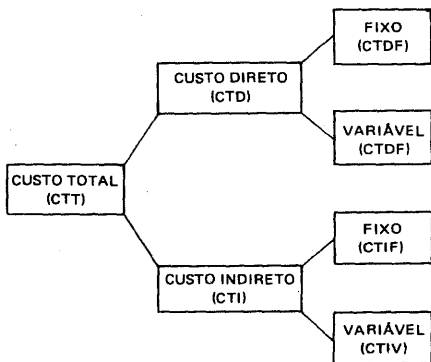 FIXO
(CTDF)
CUSTO DIRETO
(CTD)
VARIÁVEL
(CTDF)
CUSTO TOTAL
(CTT)
FIXO
(CTIF)
CUSTO INDIRETO
(CTI)
VARIÁVEL
(CTIV)